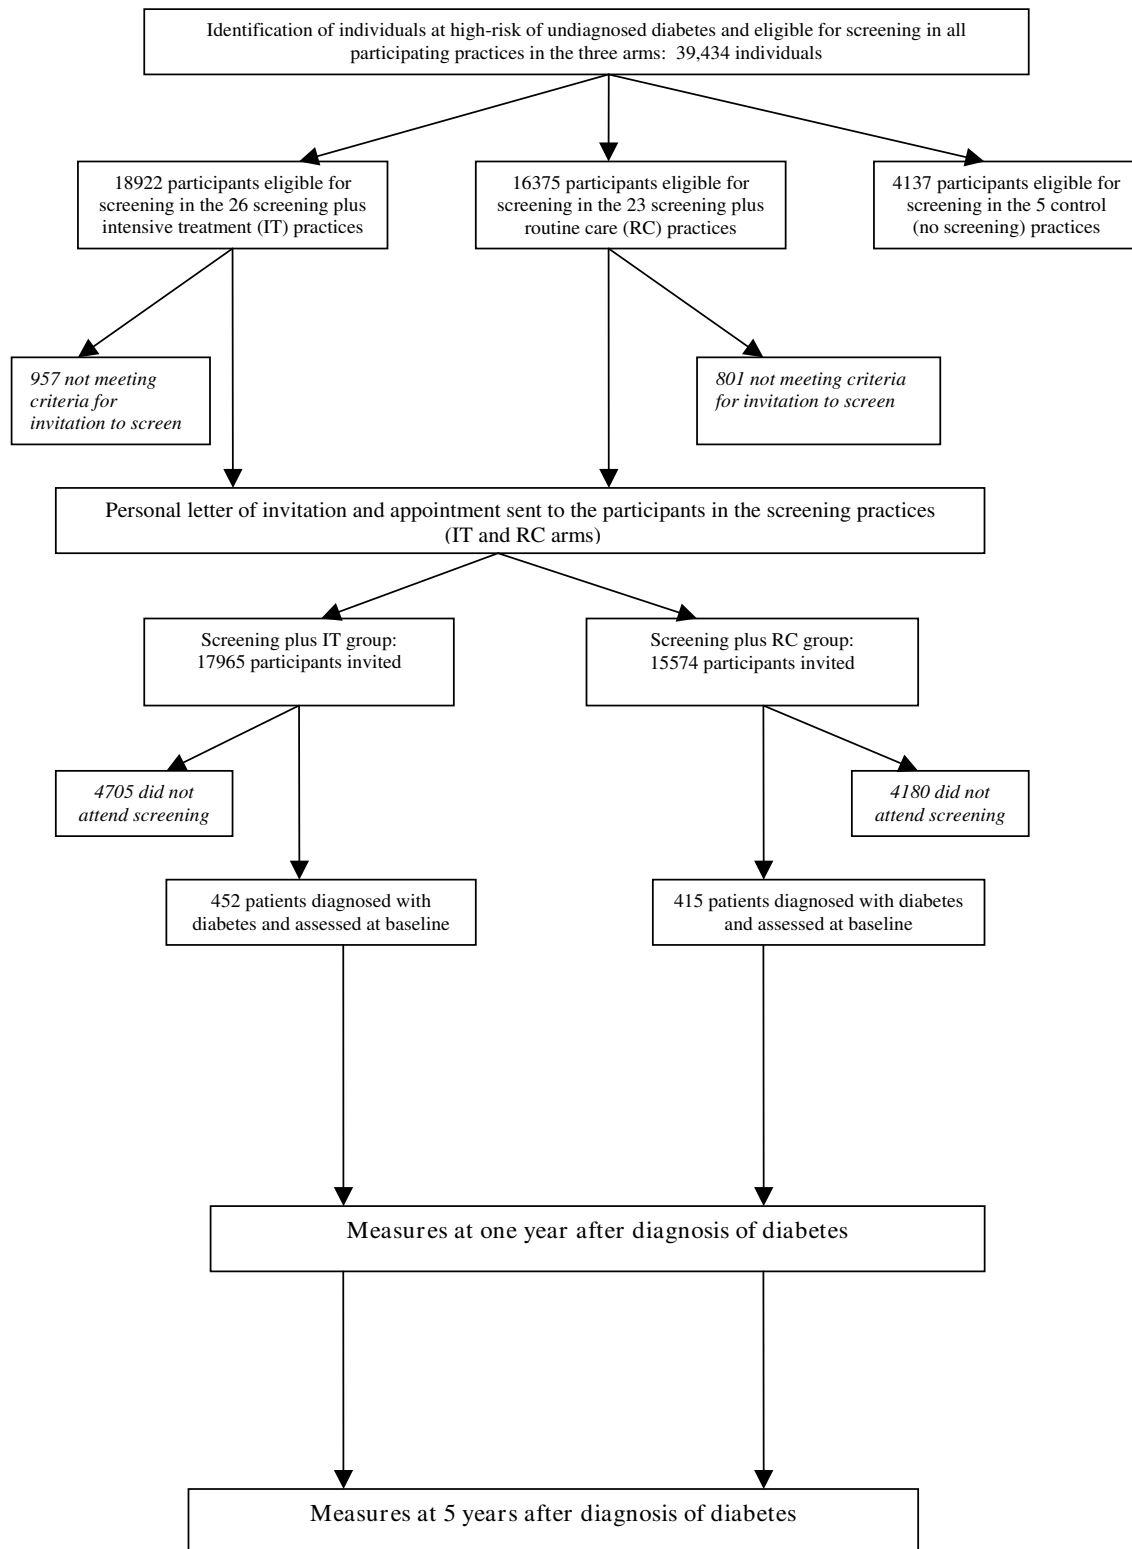 Identification of individuals at high-risk of undiagnosed diabetes and eligible for screening in all
participating practices in the three arms: 39,434 individuals
18922 participants eligible for
screening in the 26 screening plus
intensive treatment (IT) practices
16375 participants eligible for
screening in the 23 screening plus
routine care (RC) practices
4137 participants eligible for
screening in the 5 control
(no screening) practices
957 not meeting
criteria for
invitation to screen
801 not meeting criteria
for invitation to screen
Personal letter of invitation and appointment sent to the participants in the screening practices
(IT and RC arms)
Screening plus IT group:
17965 participants invited
Screening plus RC group:
15574 participants invited
4705 did not
attend screening
4180 did not
attend screening
452 patients diagnosed with
diabetes and assessed at baseline
415 patients diagnosed with diabetes
and assessed at baseline
Measures at one year after diagnosis of diabetes
Measures at 5 years after diagnosis of diabetes